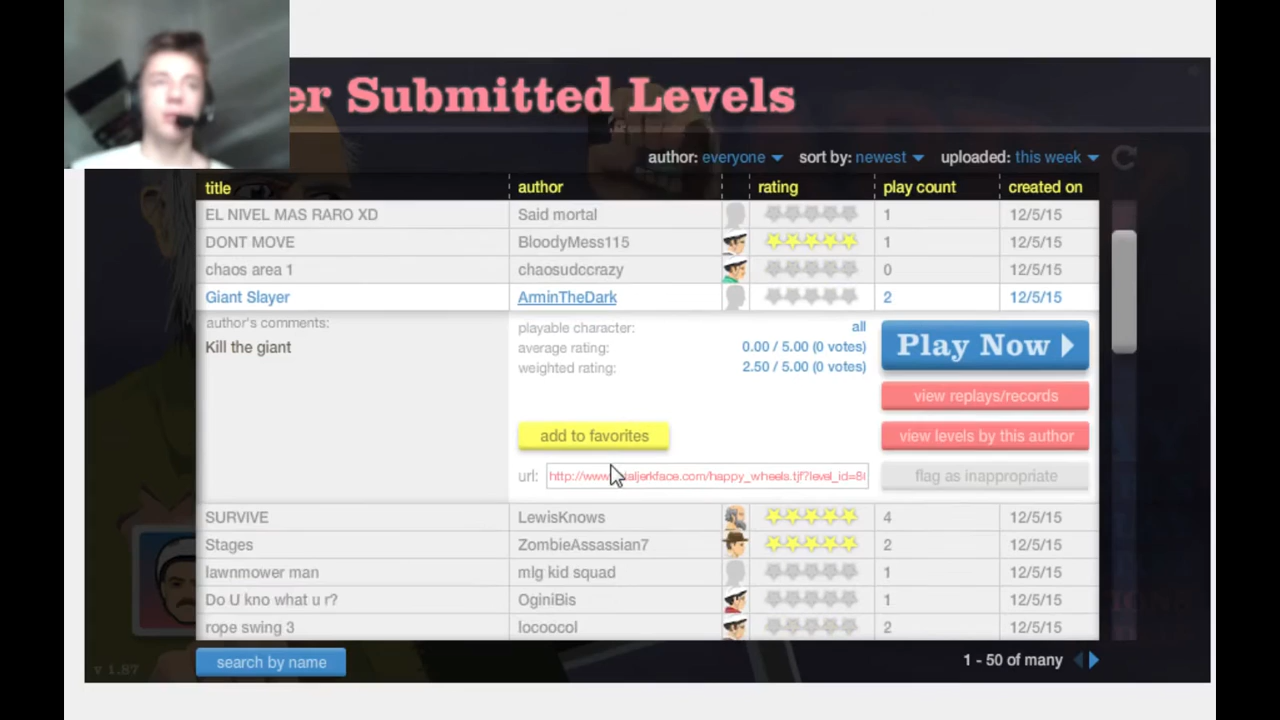 er Submitted Levels
author: everyone sort by: newest uploaded: this week
title author rating play count created on
EL NIVEL MAS RARO XD Said mortal 1 12/5/15
DONT MOVE BloodyMess115 1 12/5/15
chaos area 1 chaosudccrazy 0 12/5/15
Giant Slayer ArminTheDark 2 12/5/15
author's comments:
Kill the giant
playable character: all
average rating: 0.00 / 5.00 (0 votes)
weighted rating: 2.50 / 5.00 (0 votes)
Play Now
view replays/records
add to favorites
view levels by this author
url:
flag as inappropriate
SURVIVE LewisKnows 4 12/5/15
Stages ZombieAssassian7 2 12/5/15
lawnmower man mlg kid squad 1 12/5/15
Do U kno what u r? OginiBis 1 12/5/15
rope swing 3 locoocol 2 12/5/15
search by name
1 - 50 of many
v 1.87